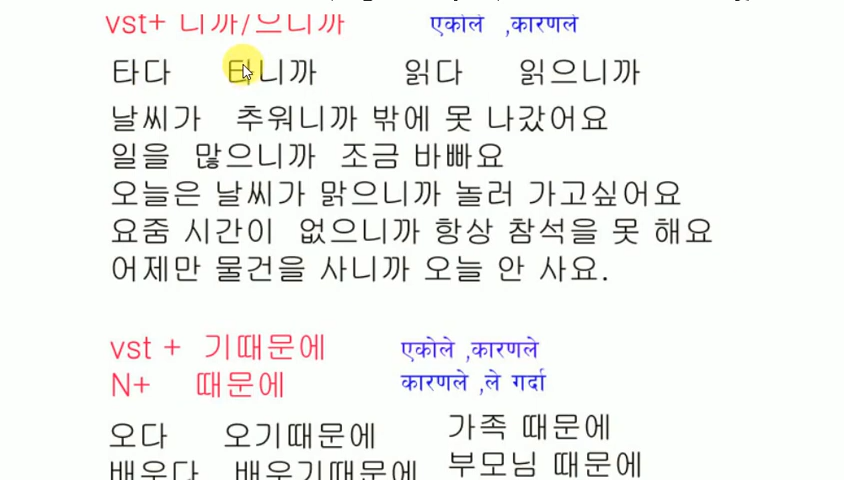 vst+ 니까/으니까 एकोले ,कारणले
타다 타니까 읽다 읽으니까
날씨가 추워니까 밖에 못 나갔어요
일을 많으니까 조금 바빠요
오늘은 날씨가 맑으니까 놀러 가고싶어요
요줌 시간이 없으니까 항상 참석을 못 해요
어제만 물건을 사니까 오늘 안 사요.
vst + 기때문에 एकोले ,कारणले
N+ 때문에 कारणले ,ले गर्दा
오다 오기때문에 가족 때문에
배우다 배우기때문에 부모님 때문에